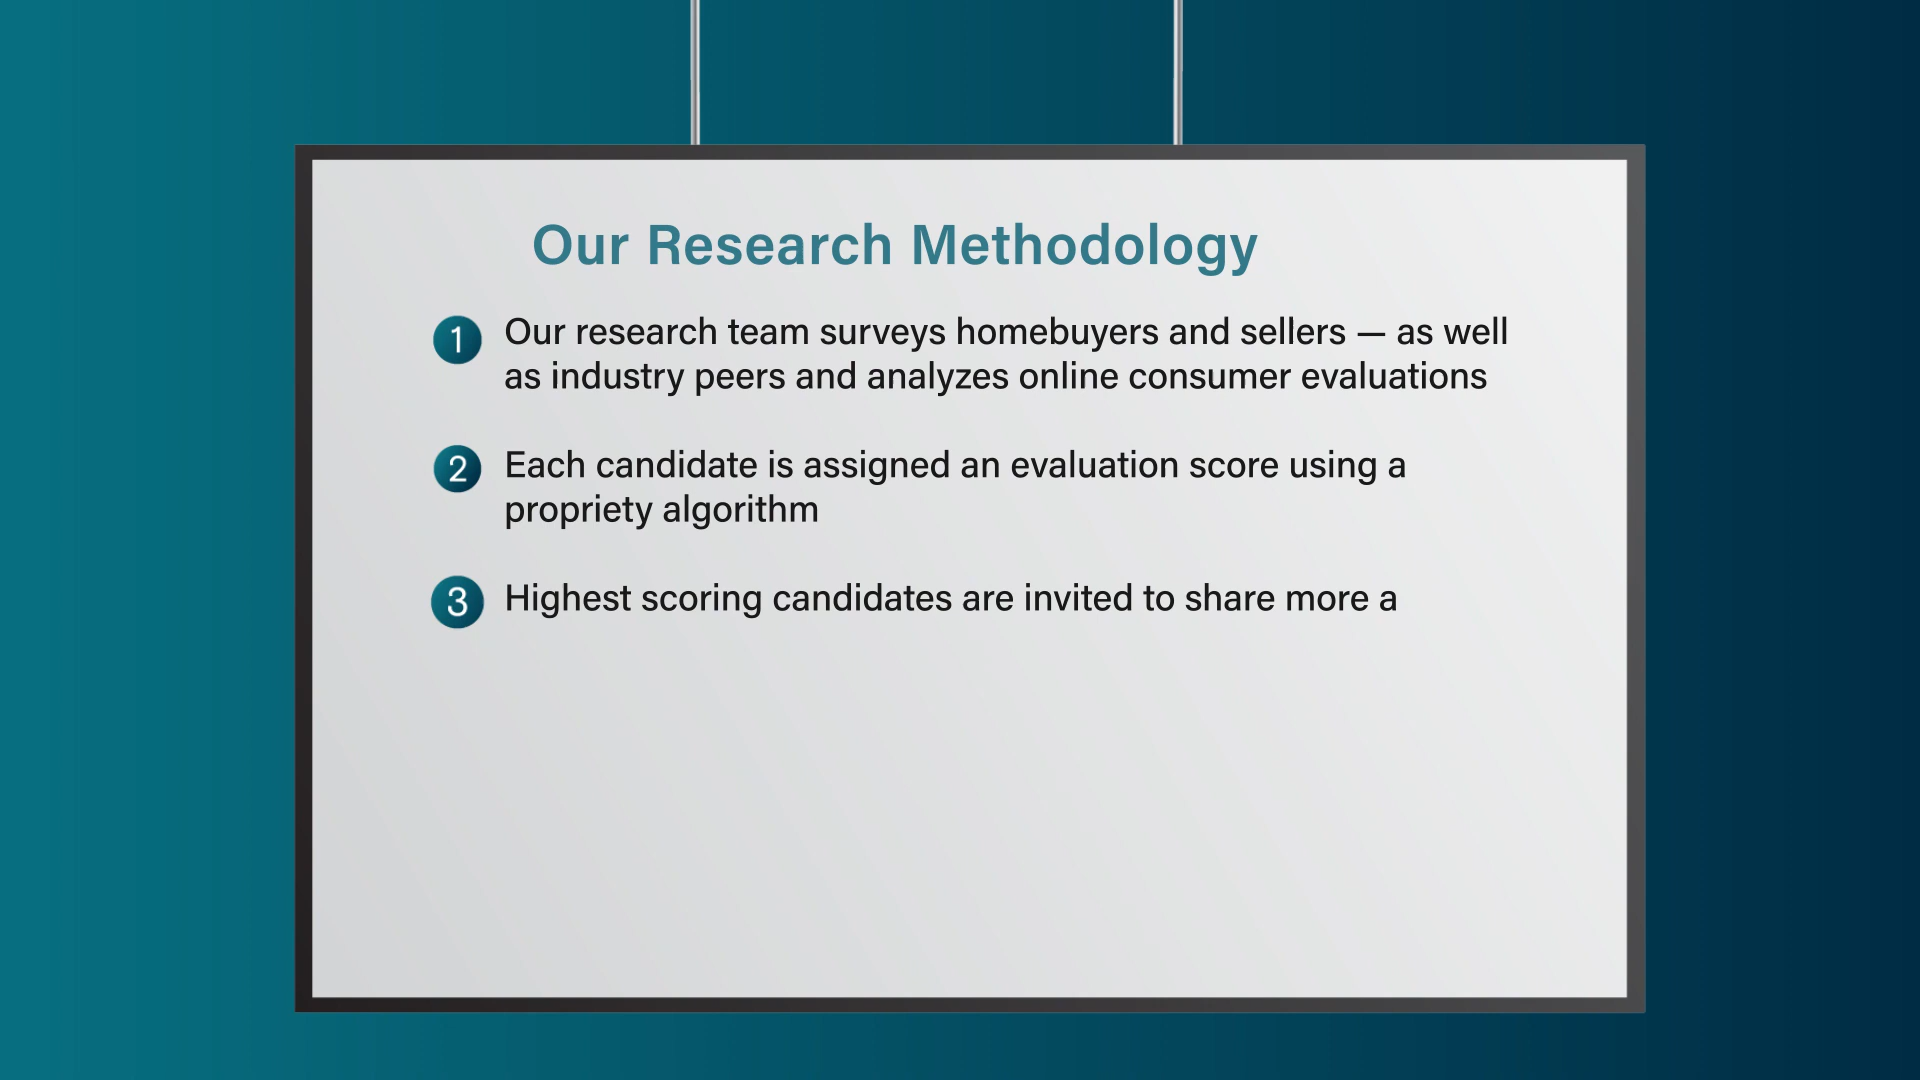 Our Research Methodology
1 Our research team surveys homebuyers and sellers — as well
as industry peers and analyzes online consumer evaluations
2 Each candidate is assigned an evaluation score using a
propriety algorithm
3 Highest scoring candidates are invited to share more a